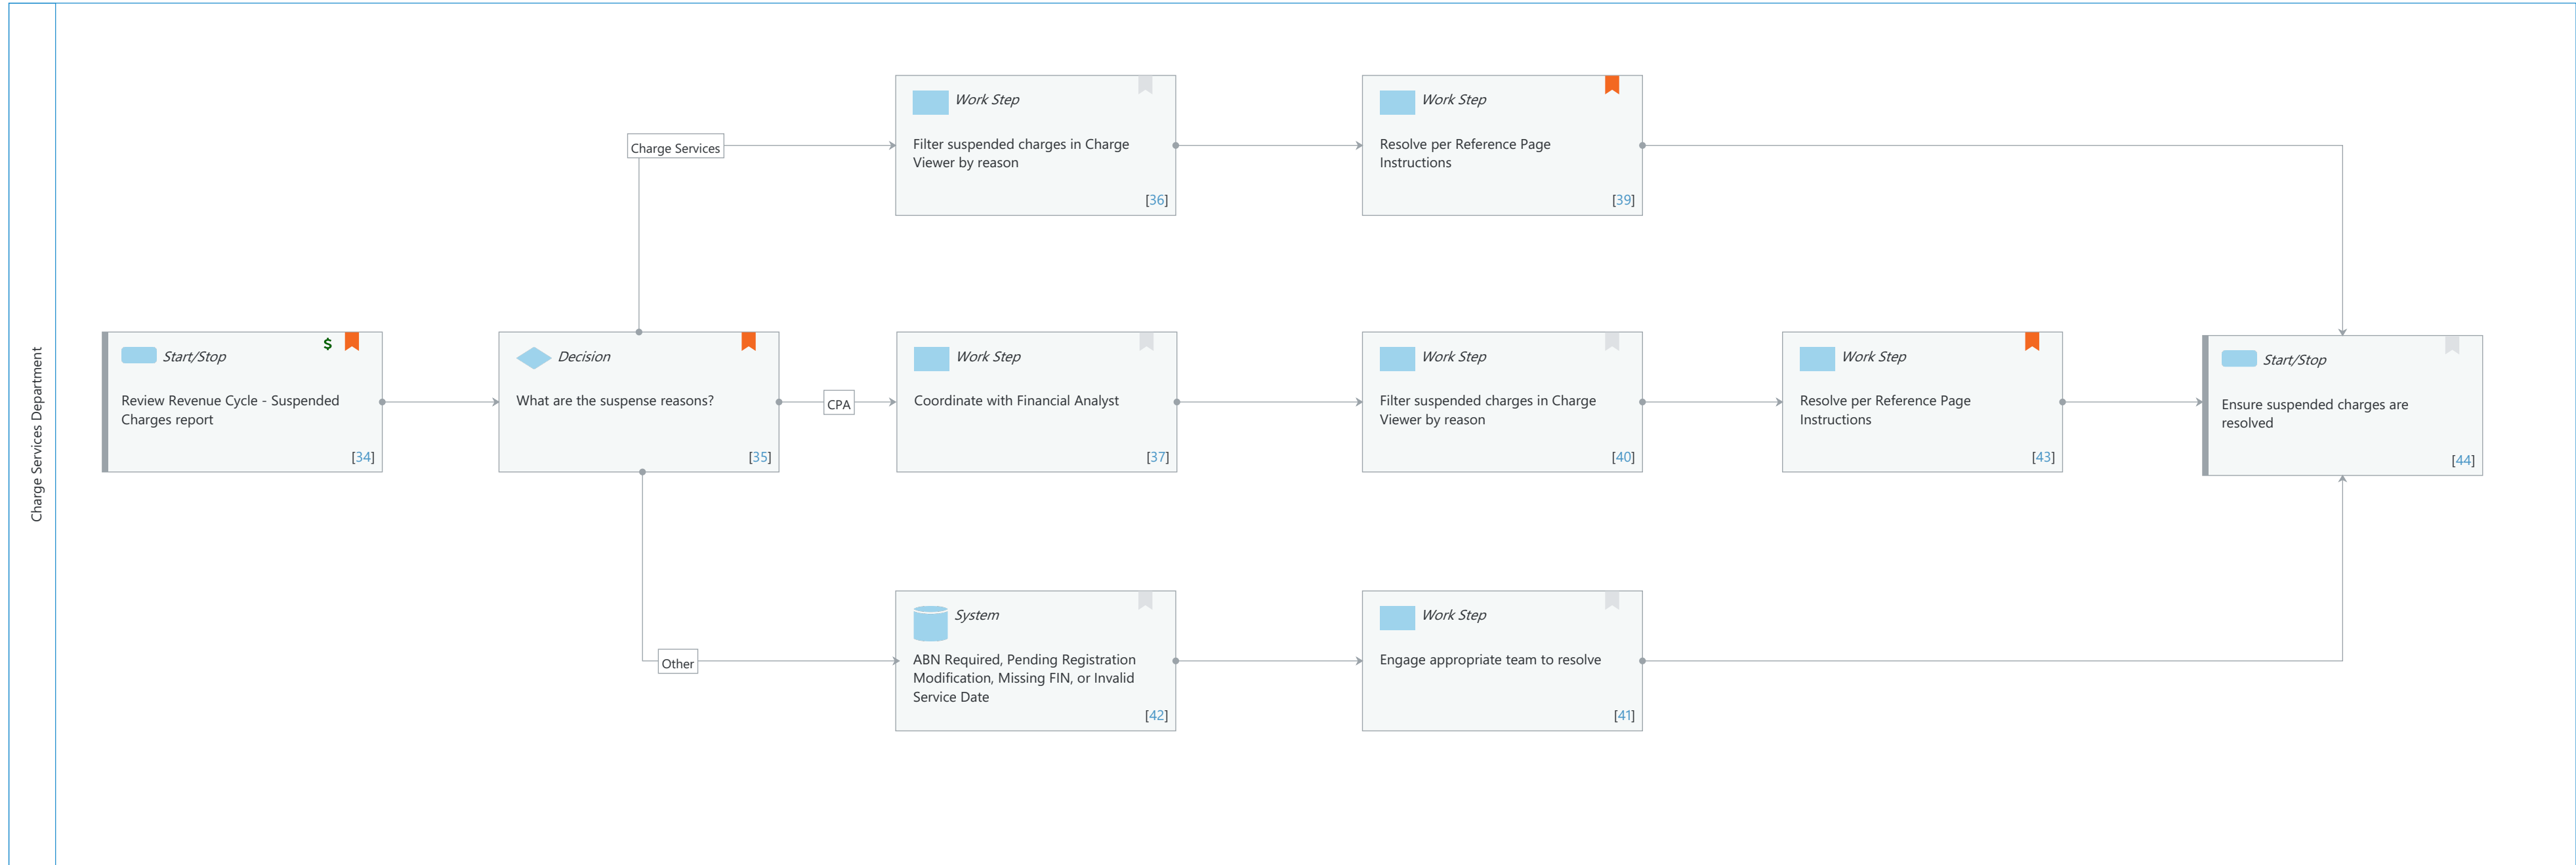 Charge Services Department
Work Step
Filter suspended charges in Charge
Viewer by reason
[36]
Work Step
Resolve per Reference Page
Instructions
[39]
Charge Services
$
Start/Stop
Review Revenue Cycle - Suspended
Charges report
[34]
Decision
What are the suspense reasons?
[35]
CPA
Work Step
Coordinate with Financial Analyst
[37]
Work Step
Filter suspended charges in Charge
Viewer by reason
[40]
Work Step
Resolve per Reference Page
Instructions
[43]
Start/Stop
Ensure suspended charges are
resolved
[44]
Other
System
ABN Required, Pending Registration
Modification, Missing FIN, or Invalid
Service Date
[42]
Work Step
Engage appropriate team to resolve
[41]